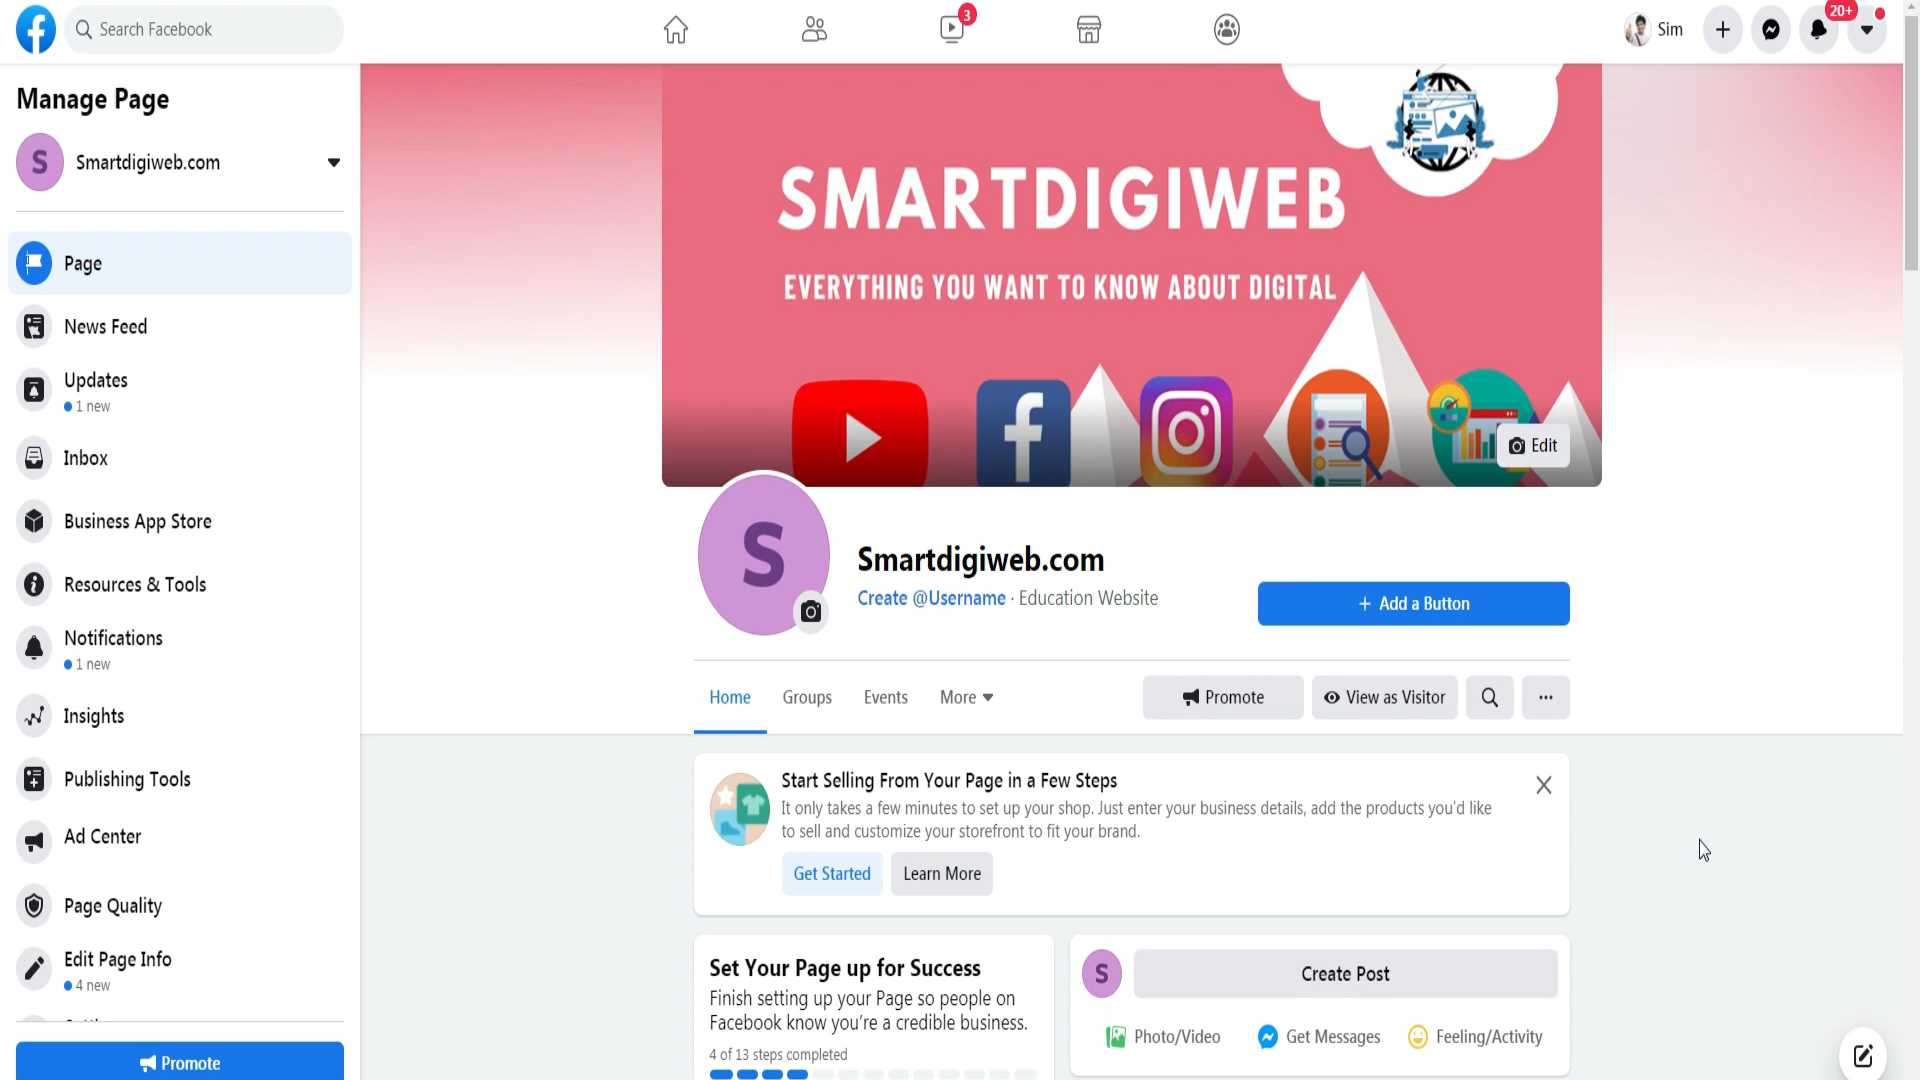 Search Facebook
3
Sim
20+
Manage Page
S
Smartdigiweb.com
Page
News Feed
Updates
1 new
Inbox
Business App Store
Resources & Tools
Notifications
1 new
Insights
Publishing Tools
Ad Center
Page Quality
Edit Page Info
4 new
Promote
SMARTDIGIWEB
EVERYTHING YOU WANT TO KNOW ABOUT DIGITAL
Edit
S
Smartdigiweb.com
Create @Username · Education Website
+ Add a Button
Home Groups Events More
Promote View as Visitor ...
Start Selling From Your Page in a Few Steps
It only takes a few minutes to set up your shop. Just enter your business details, add the products you'd like
to sell and customize your storefront to fit your brand.
Get Started Learn More
Set Your Page up for Success
Finish setting up your Page so people on
Facebook know you're a credible business.
4 of 13 steps completed
S
Create Post
Photo/Video Get Messages Feeling/Activity